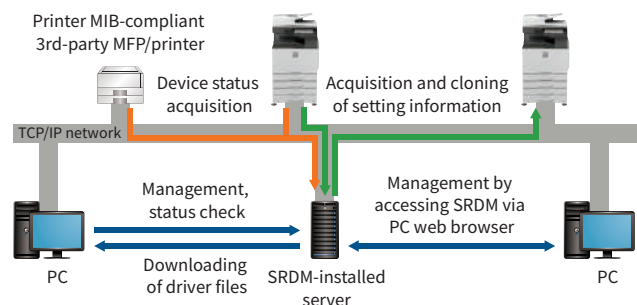 Printer MIB-compliant
3rd-party MFP/printer
Device status
acquisition
Acquisition and cloning
of setting information
TCP/IP network
Management,
status check
Management by
accessing SRDM via
PC web browser
PC
Downloading
of driver files
SRDM-installed
server
PC